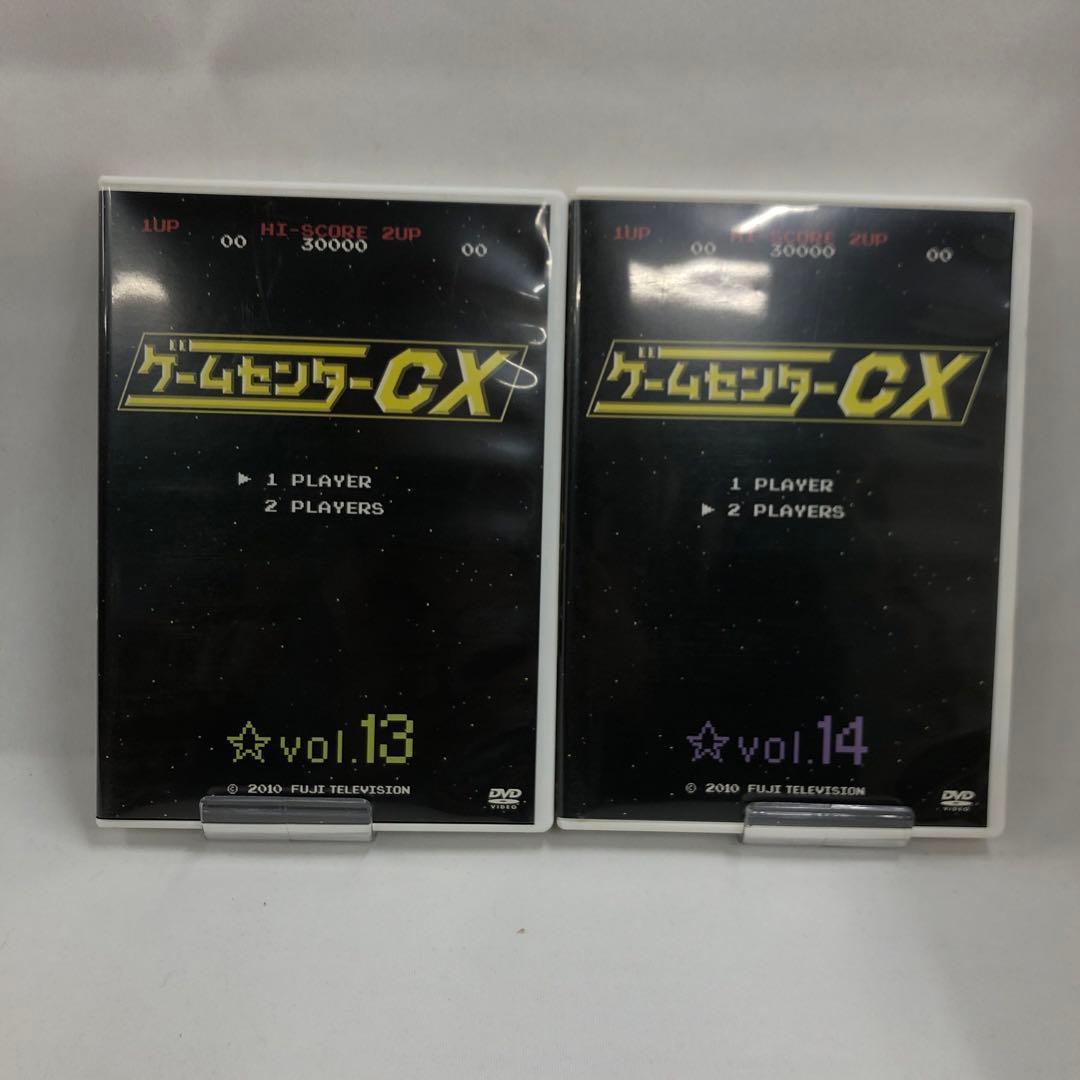 1UP HI-SCORE 2UP
00 30000 00
ゲームセンターCX
▶ 1 PLAYER
2 PLAYERS
☆ vol.13
© 2010 FUJI TELEVISION
DVD
VIDEO
1UP HI-SCORE 2UP
00 30000 00
ゲームセンターCX
1 PLAYER
▶ 2 PLAYERS
☆ vol.14
© 2010 FUJI TELEVISION
DVD
VIDEO